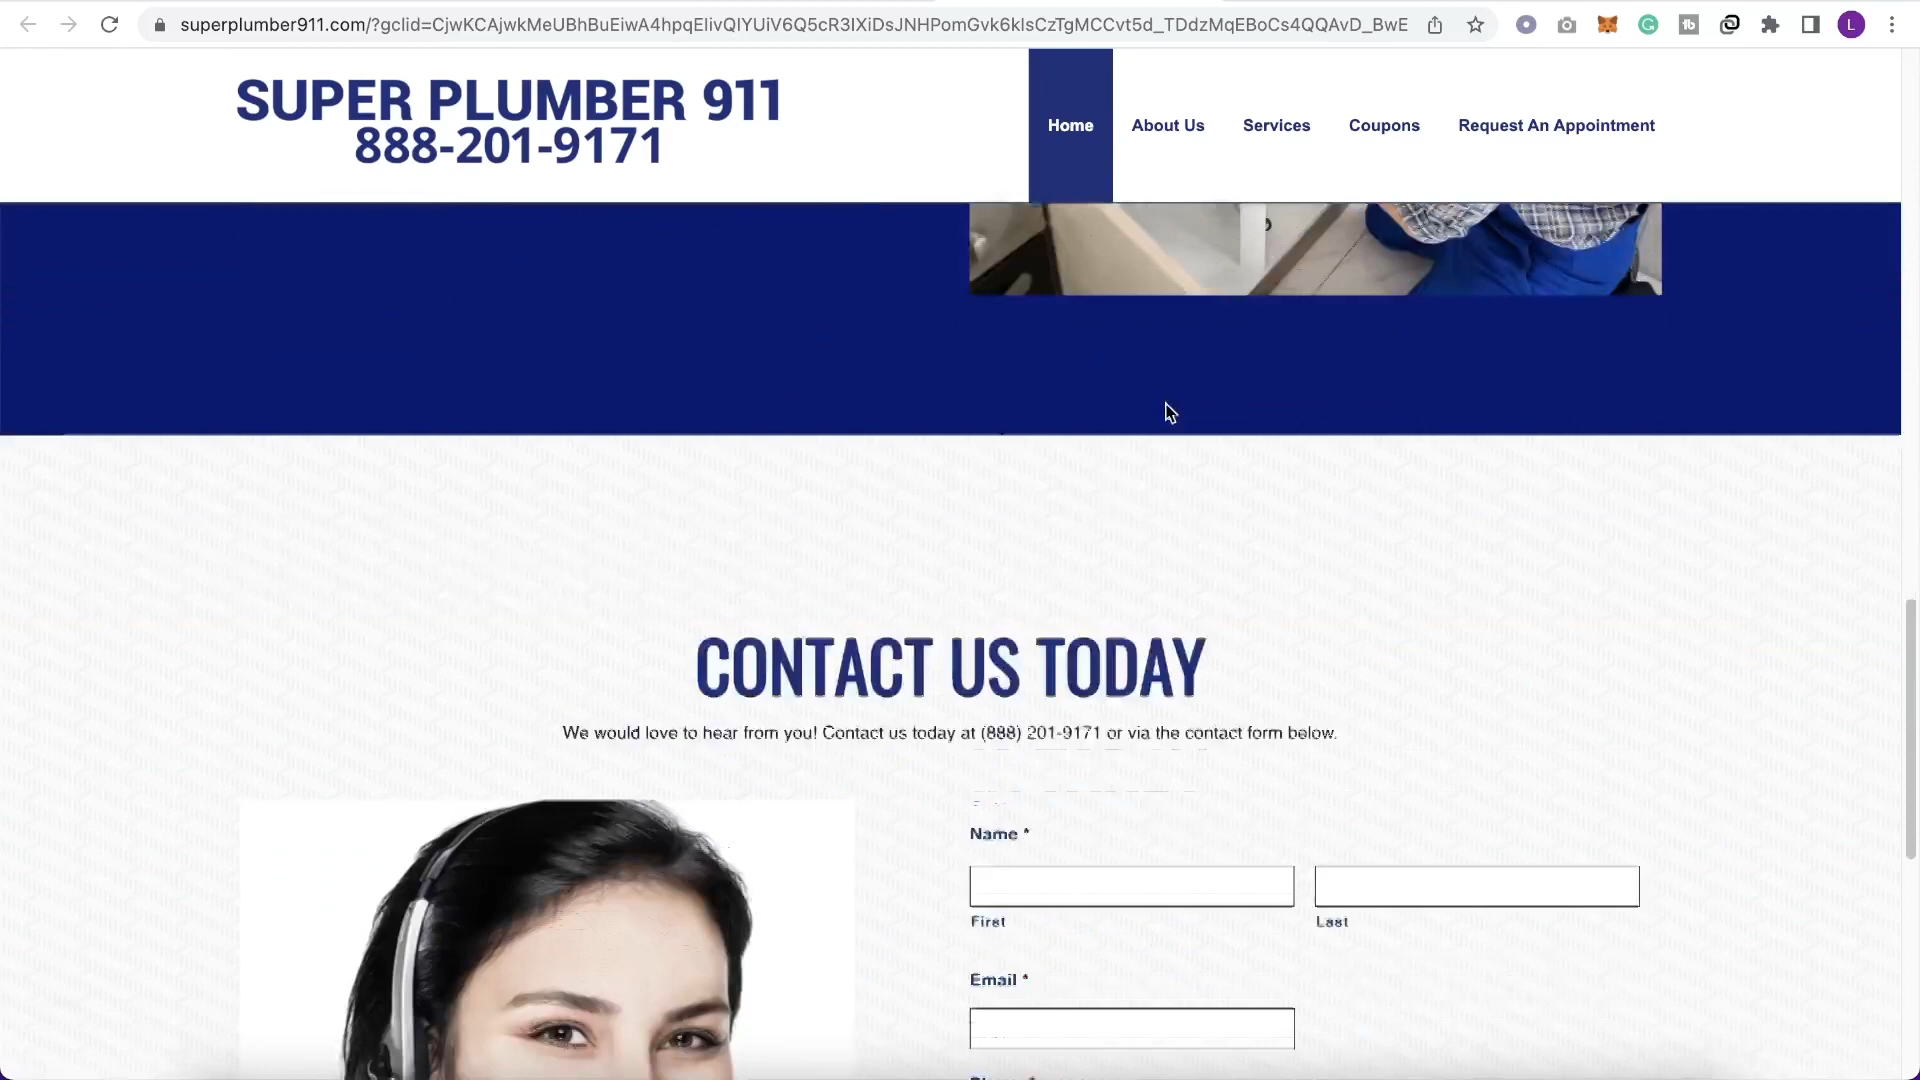 superplumber911.com/?gclid=CjwKCAjwkMeUBhBuEiwA4hpqEIivQIYUiV6Q5cR3IXiDsJNHPomGvk6kIsCzTgMCCvt5d_TDdzMqEBoCs4QQAvD_BwE
L
SUPER PLUMBER 911
888-201-9171
Home About Us Services Coupons Request An Appointment
CONTACT US TODAY
We would love to hear from you! Contact us today at (888) 201-9171 or via the contact form below.
Name *
First Last
Email *